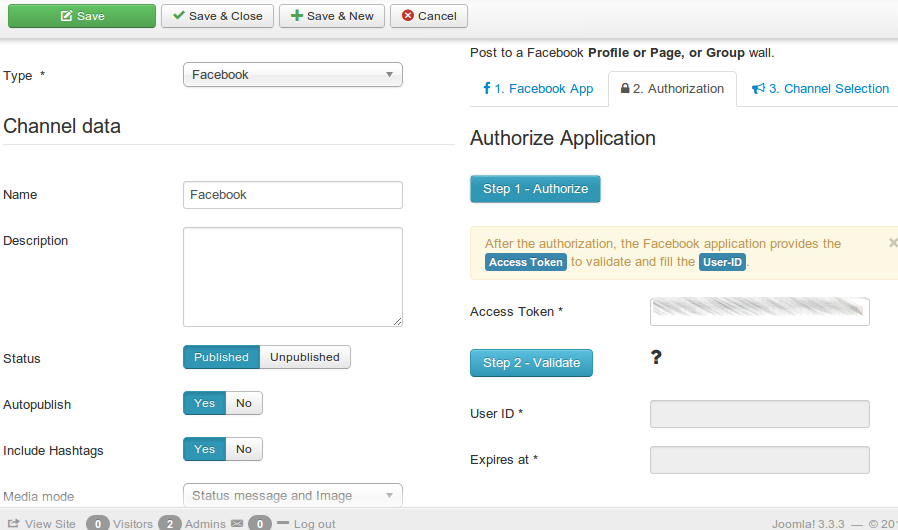 Save
Save & Close
Save & New
Cancel
Type *
Facebook
Channel data
Name
Facebook
Description
Status
Published
Unpublished
Autopublish
Yes
No
Include Hashtags
Yes
No
Media mode
Status message and Image
Post to a Facebook Profile or Page, or Group wall.
1. Facebook App
2. Authorization
3. Channel Selection
Authorize Application
Step 1 - Authorize
After the authorization, the Facebook application provides the
Access Token to validate and fill the User-ID.
×
Access Token *
Step 2 - Validate
?
User ID *
Expires at *
View Site 0 Visitors 2 Admins 0 Log out
Joomla! 3.3.3 — © 20